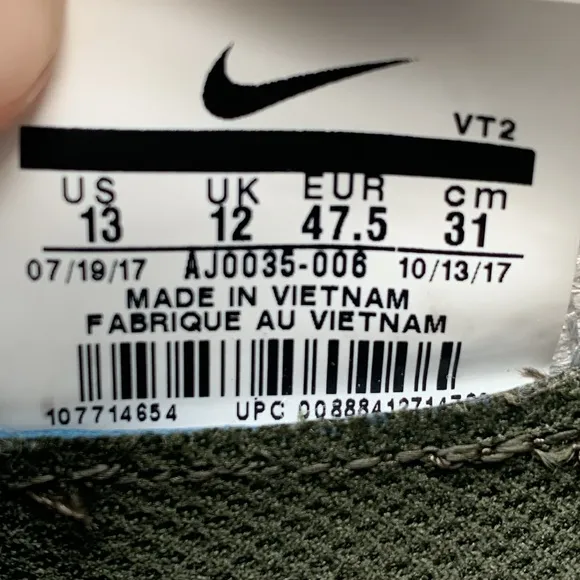 VT2
US UK EUR cm
13 12 47.5 31
07/19/17 AJ0035-006 10/13/17
MADE IN VIETNAM
FABRIQUE AU VIETNAM
107714654 UPC